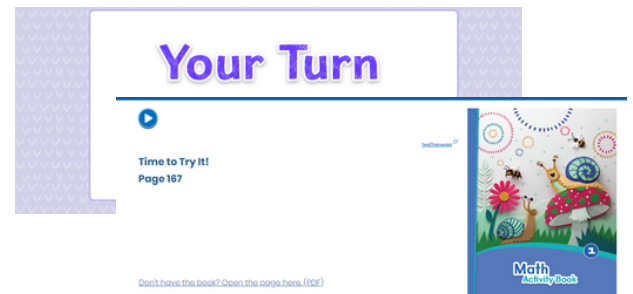 Your Turn
Time to Try It!
Page 167
Don't have the book? Open the page here. (PDF)
1
Math
Activity Book